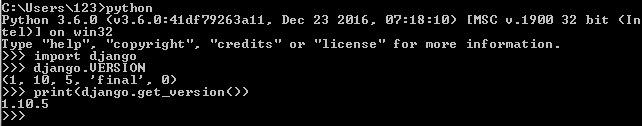 C:\Users\123>python
Python 3.6.0 (v3.6.0:41df79263a11, Dec 23 2016, 07:18:10) [MSC v.1900 32 bit (In
tel)] on win32
Type "help", "copyright", "credits" or "license" for more information.
>>> import django
>>> django.VERSION
(1, 10, 5, 'final', 0)
>>> print(django.get_version())
1.10.5
>>>